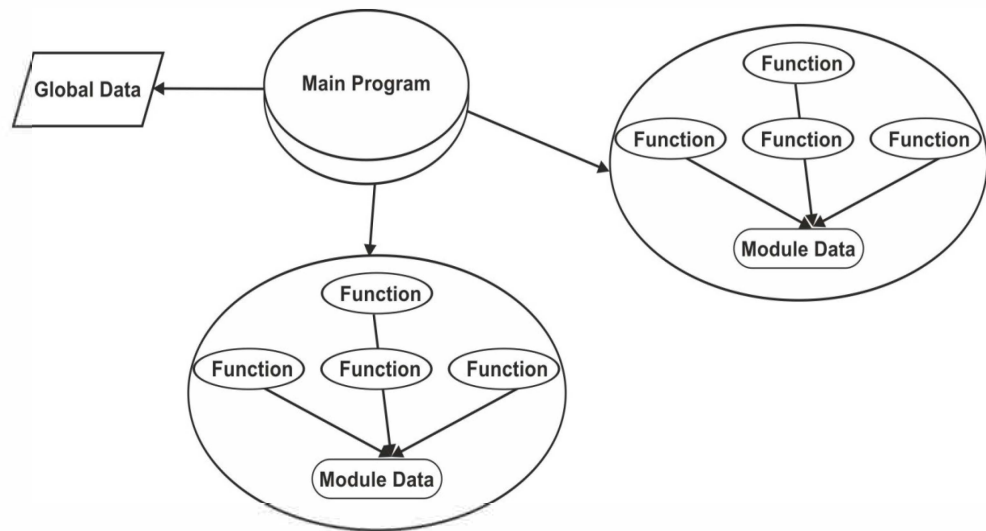 Global Data
Main Program
Function
Function
Function
Function
Module Data
Function
Function
Function
Function
Module Data